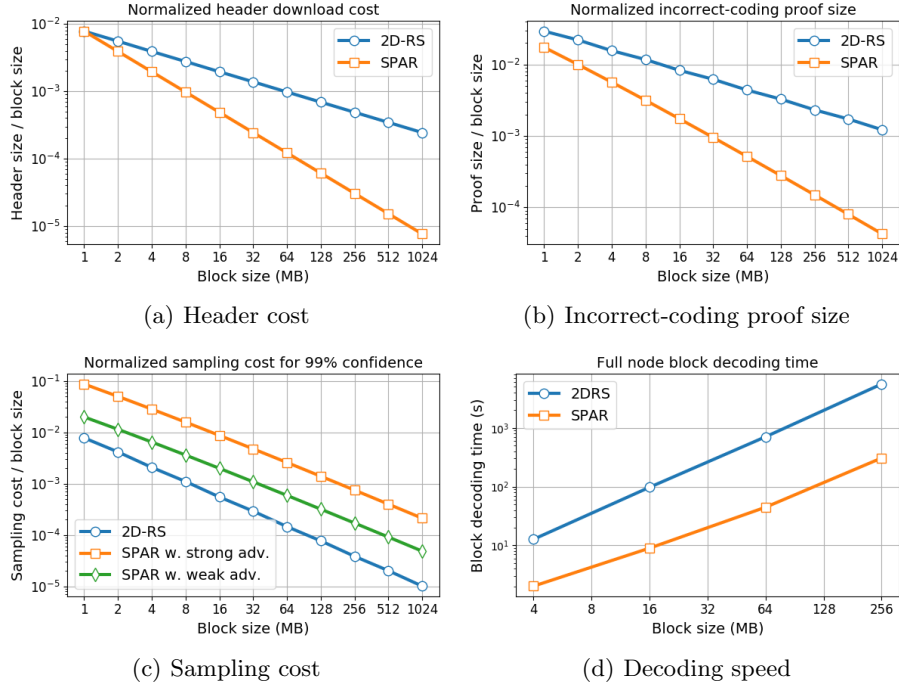 Normalized header download cost
10⁻²
10⁻³
10⁻⁴
10⁻⁵
Header size / block size
2D-RS
SPAR
1 2 4 8 16 32 64 128 256 512 1024
Block size (MB)
(a) Header cost
Normalized incorrect-coding proof size
10⁻²
10⁻³
10⁻⁴
Proof size / block size
2D-RS
SPAR
1 2 4 8 16 32 64 128 256 512 1024
Block size (MB)
(b) Incorrect-coding proof size
Normalized sampling cost for 99% confidence
10⁻¹
10⁻²
10⁻³
10⁻⁴
10⁻⁵
Sampling cost / block size
2D-RS
SPAR w. strong adv.
SPAR w. weak adv.
1 2 4 8 16 32 64 128 256 512 1024
Block size (MB)
(c) Sampling cost
Full node block decoding time
10³
10²
10¹
Block decoding time (s)
2DRS
SPAR
4 8 16 32 64 128 256
Block size (MB)
(d) Decoding speed